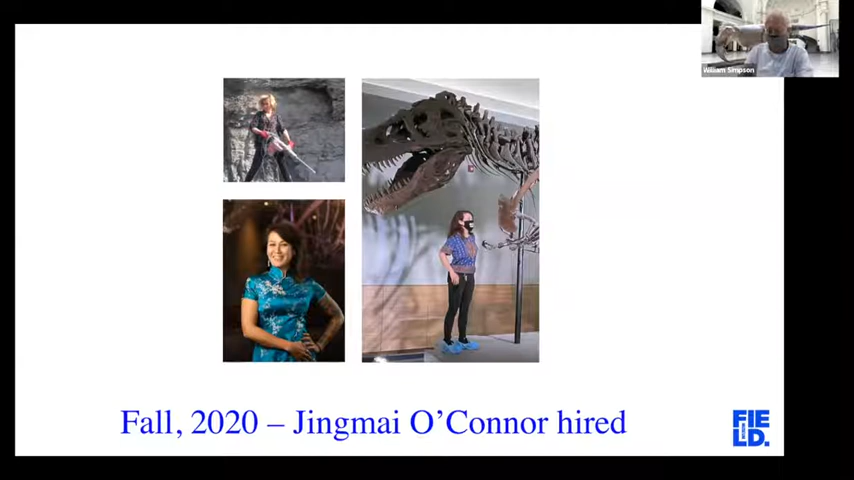 William Simpson
Fall, 2020 – Jingmai O'Connor hired
FIE
LD.